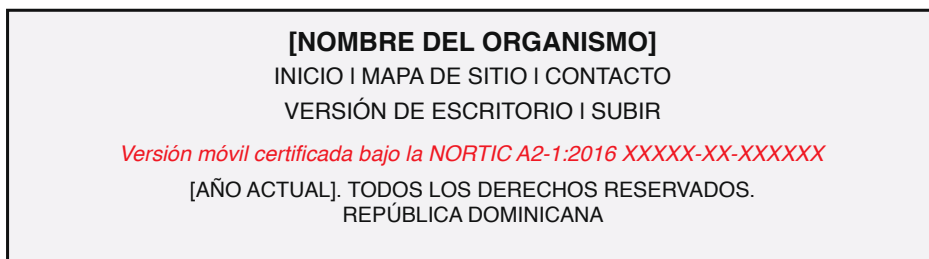 [NOMBRE DEL ORGANISMO]
INICIO I MAPA DE SITIO I CONTACTO
VERSIÓN DE ESCRITORIO I SUBIR
Versión móvil certificada bajo la NORTIC A2-1:2016 XXXXX-XX-XXXXXX
[AÑO ACTUAL]. TODOS LOS DERECHOS RESERVADOS.
REPÚBLICA DOMINICANA